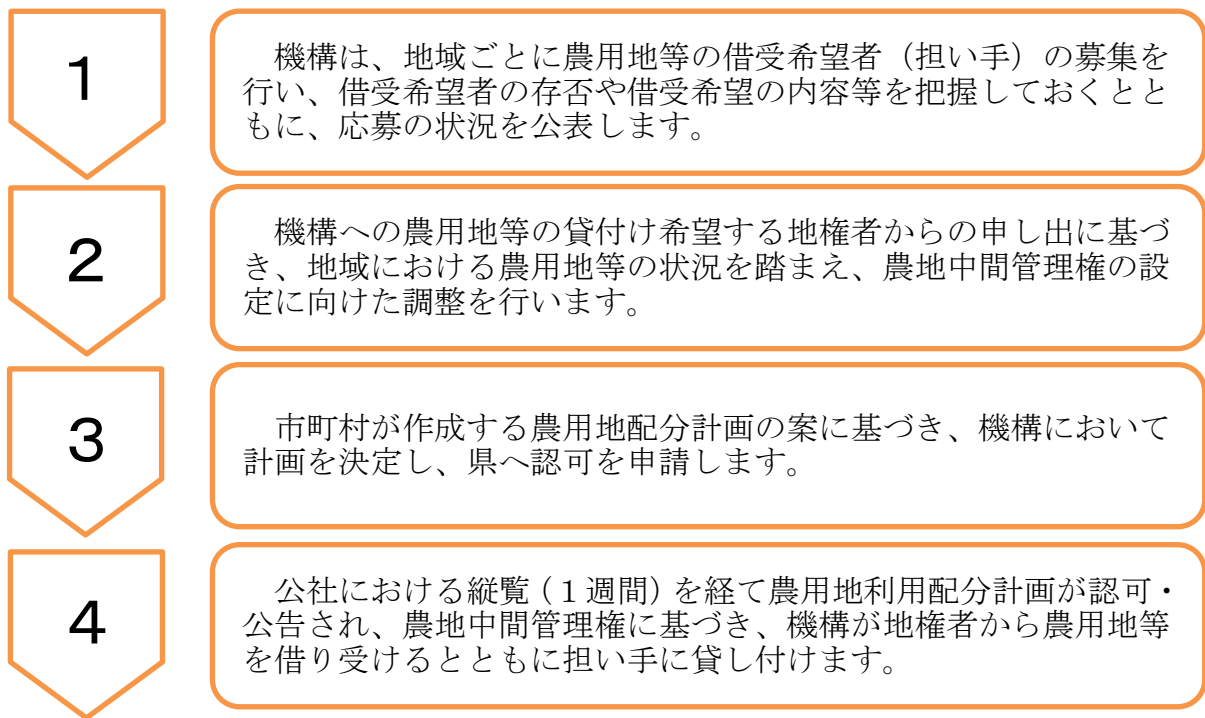 1
機構は、地域ごとに農用地等の借受希望者（担い手）の募集を
行い、借受希望者の存否や借受希望の内容等を把握しておくとと
もに、応募の状況を公表します。
2
機構への農用地等の貸付け希望する地権者からの申し出に基づ
き、地域における農用地等の状況を踏まえ、農地中間管理権の設
定に向けた調整を行います。
3
市町村が作成する農用地配分計画の案に基づき、機構において
計画を決定し、県へ認可を申請します。
4
公社における縦覧（１週間）を経て農用地利用配分計画が認可・
公告され、農地中間管理権に基づき、機構が地権者から農用地等
を借り受けるとともに担い手に貸し付けます。